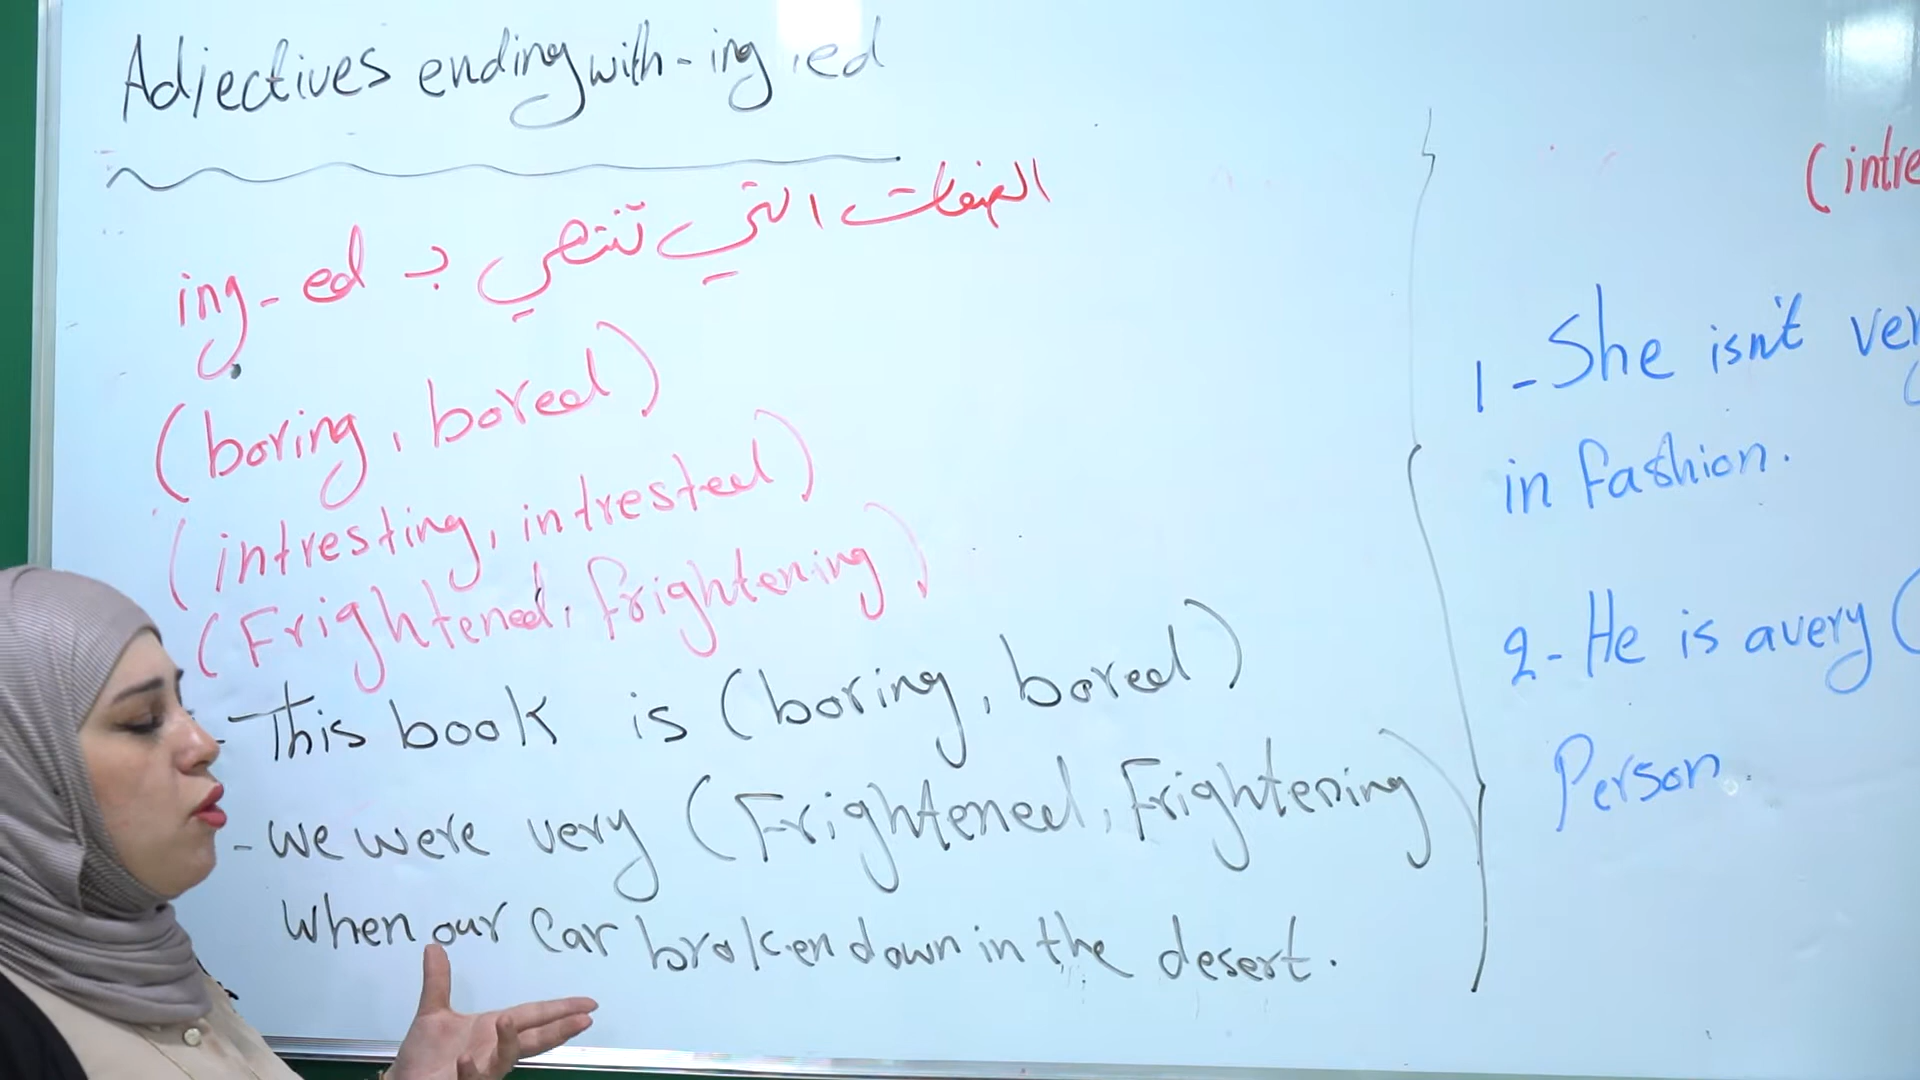 Adjectives ending with - ing , ed
الصفات التي تنتهي بـ ing - ed
(boring, bored)
(intresting, intrested)
(Frightened, frightening)
- This book is (boring, bored)
- we were very (Frightened, Frightening
when our car broken down in the desert.
(intre
1 - She isn't ver
in fashion.
2 - He is a very (
Person.